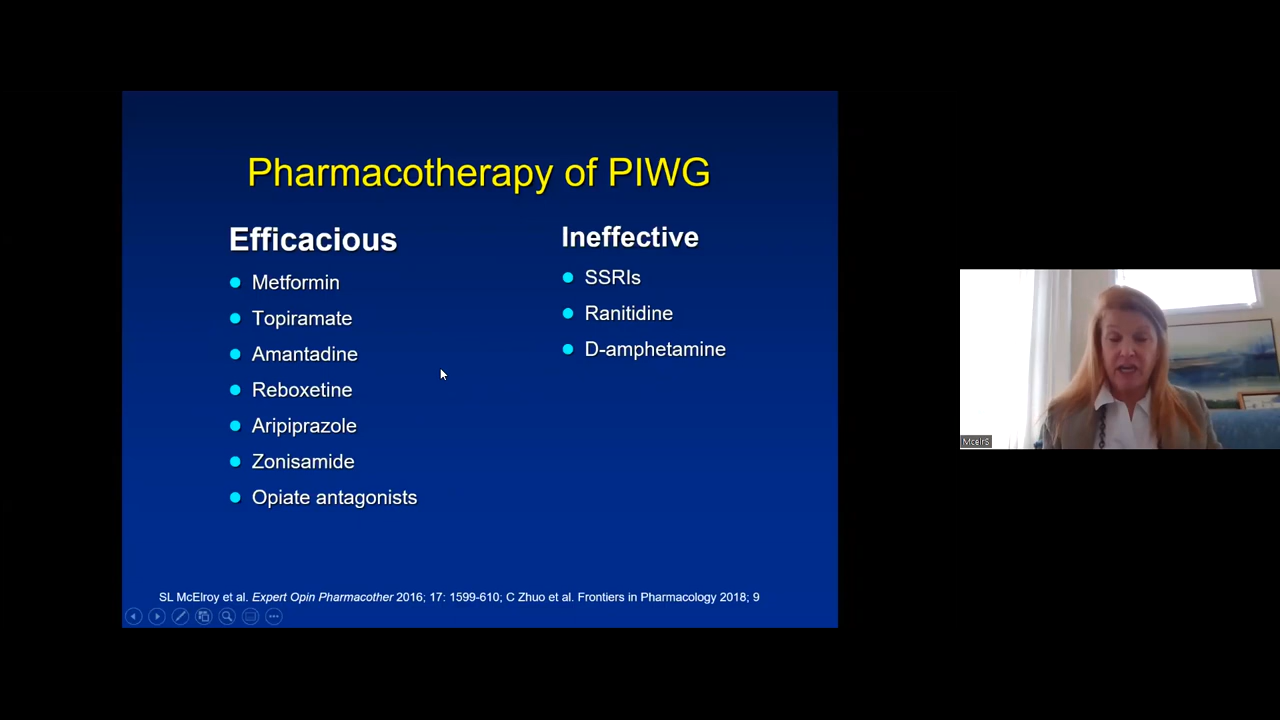 Pharmacotherapy of PIWG
Efficacious
Metformin
Topiramate
Amantadine
Reboxetine
Aripiprazole
Zonisamide
Opiate antagonists
Ineffective
SSRIs
Ranitidine
D-amphetamine
SL McElroy et al. Expert Opin Pharmacother 2016; 17: 1599-610; C Zhuo et al. Frontiers in Pharmacology 2018; 9